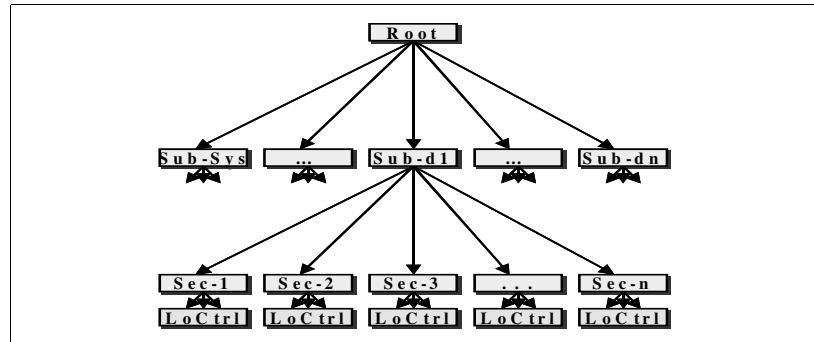 Root
Sub-Sys ... Sub-d1 ... Sub-dn
Sec-1 Sec-2 Sec-3 ... Sec-n
LoCtrl LoCtrl LoCtrl LoCtrl LoCtrl